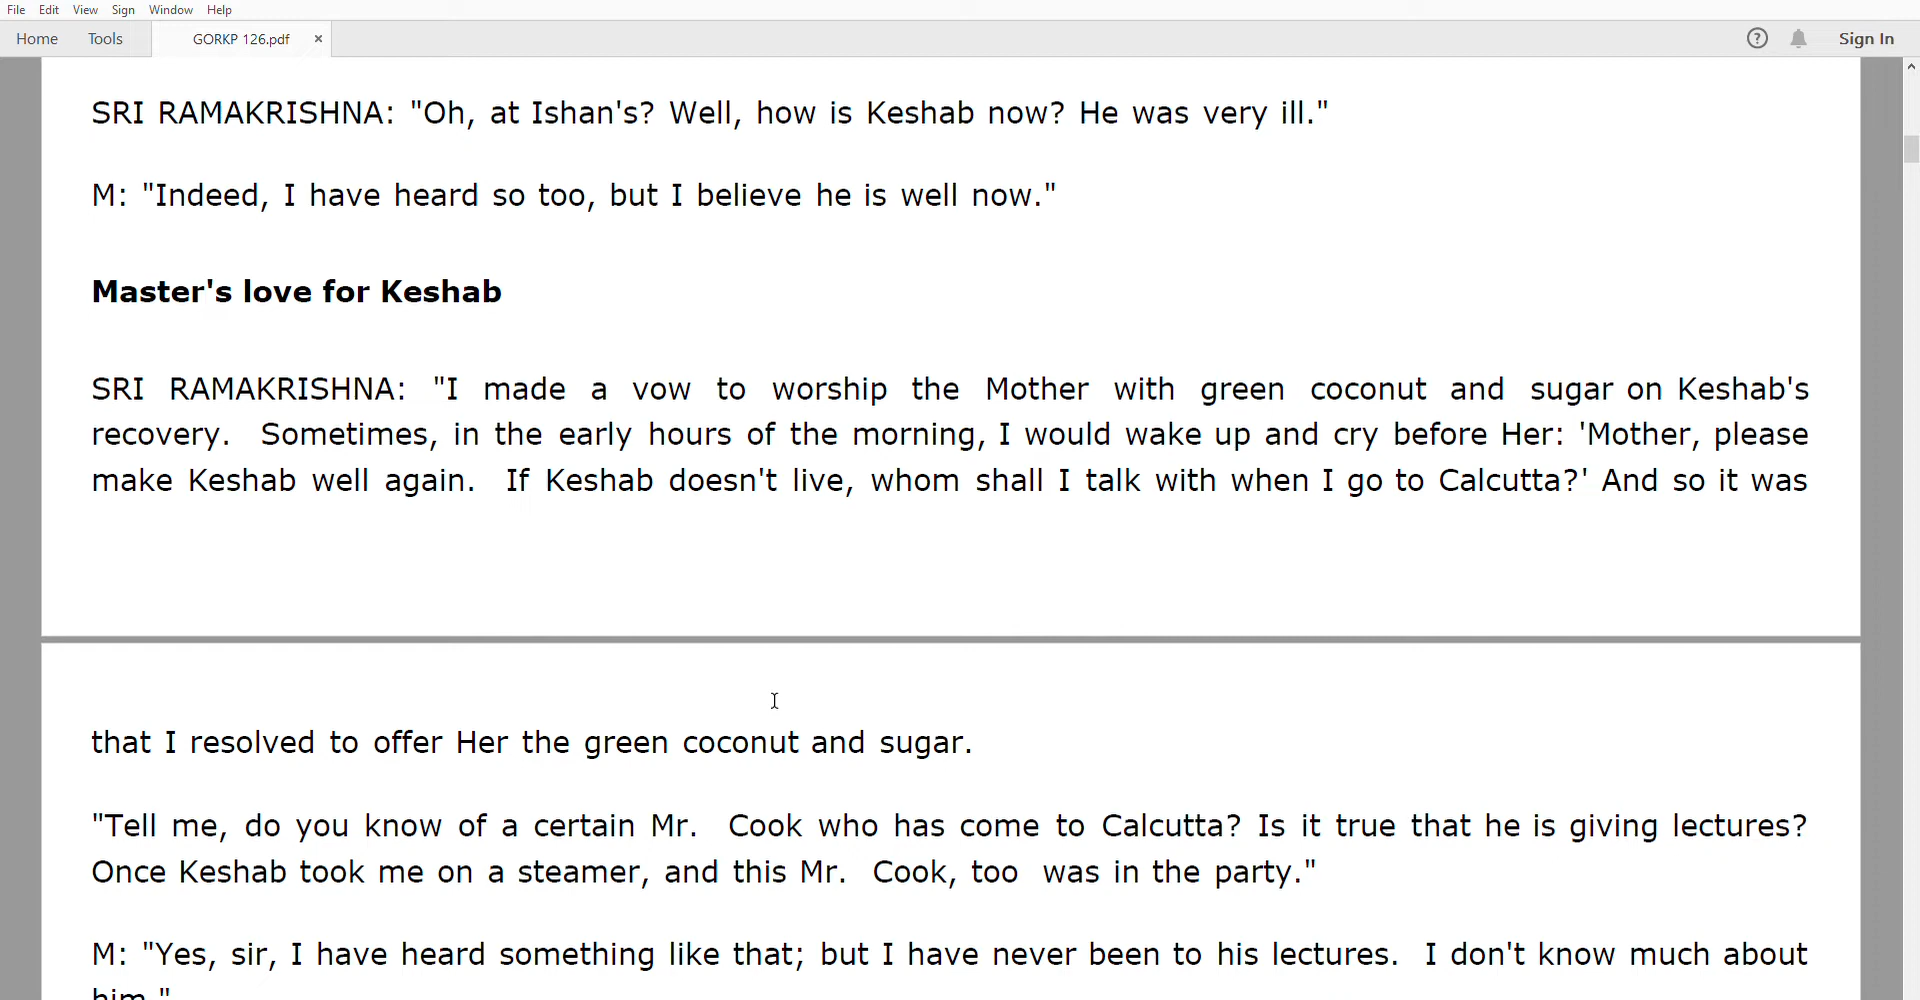 File Edit View Sign Window Help
Home Tools GORKP 126.pdf × ? Sign In
SRI RAMAKRISHNA: "Oh, at Ishan's? Well, how is Keshab now? He was very ill."
M: "Indeed, I have heard so too, but I believe he is well now."
Master's love for Keshab
SRI RAMAKRISHNA: "I made a vow to worship the Mother with green coconut and sugar on Keshab's
recovery. Sometimes, in the early hours of the morning, I would wake up and cry before Her: 'Mother, please
make Keshab well again. If Keshab doesn't live, whom shall I talk with when I go to Calcutta?' And so it was
that I resolved to offer Her the green coconut and sugar.
"Tell me, do you know of a certain Mr. Cook who has come to Calcutta? Is it true that he is giving lectures?
Once Keshab took me on a steamer, and this Mr. Cook, too was in the party."
M: "Yes, sir, I have heard something like that; but I have never been to his lectures. I don't know much about
him."